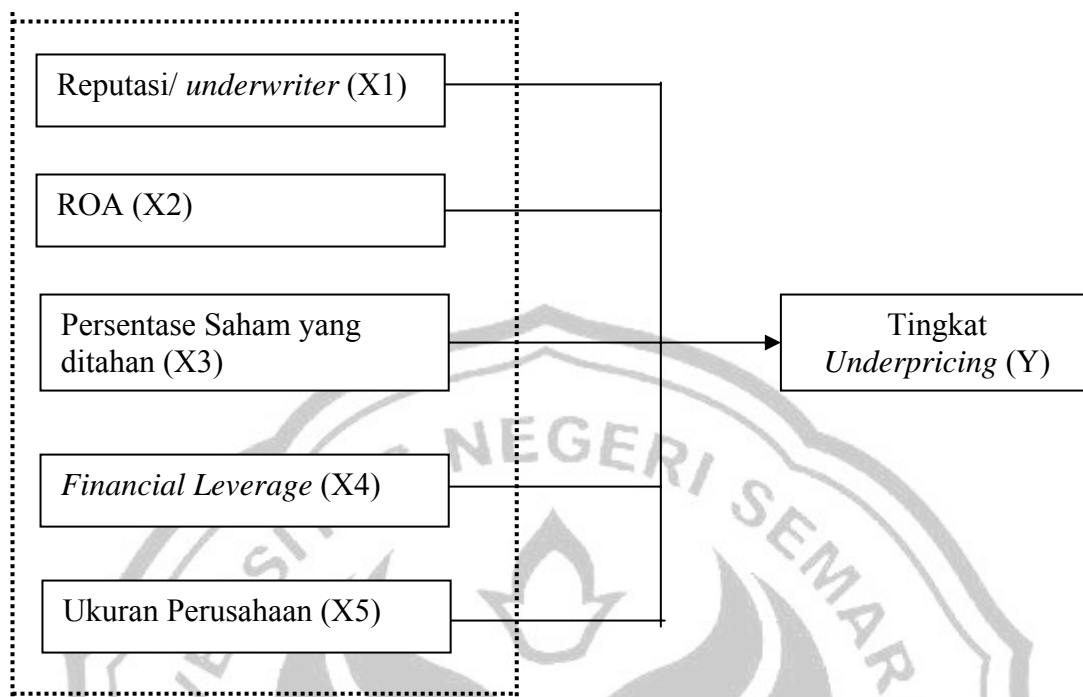 Reputasi/ underwriter (X1)
ROA (X2)
Persentase Saham yang
ditahan (X3)
Tingkat
Underpricing (Y)
Financial Leverage (X4)
Ukuran Perusahaan (X5)
NEGERI SEMAR